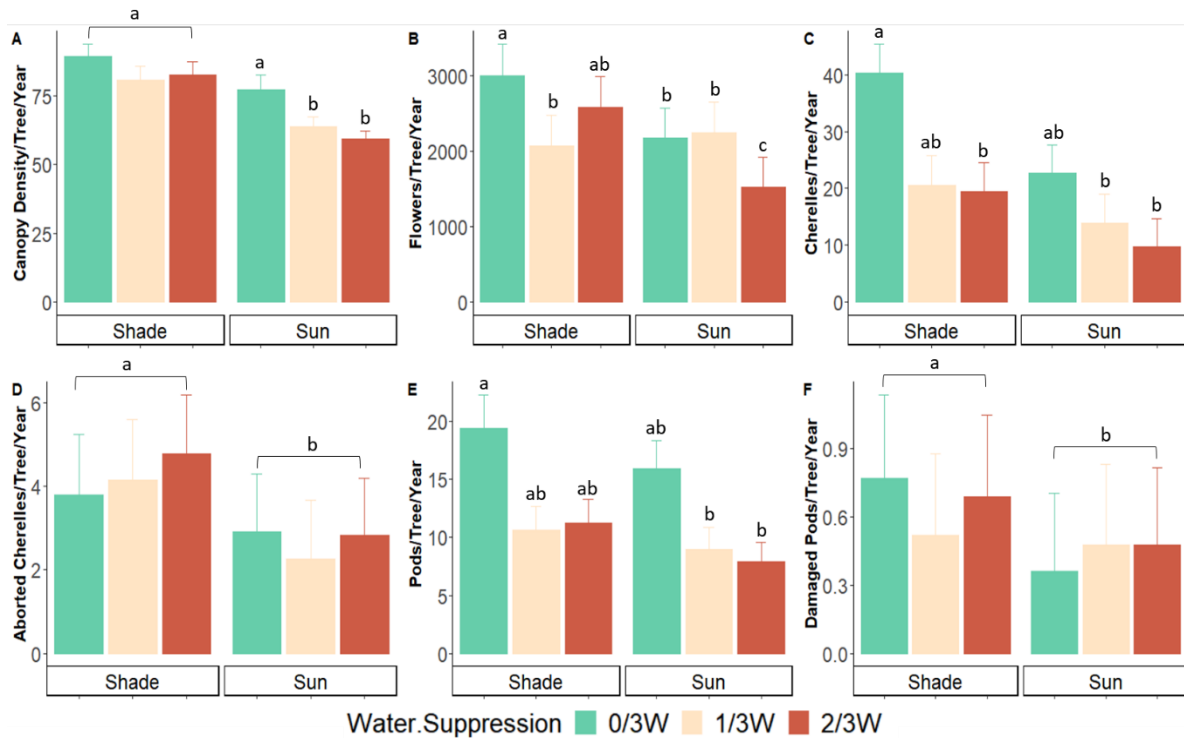 A
Canopy Density/Tree/Year
75
50
25
0
a
a
b
b
Shade
Sun
B
Flowers/Tree/Year
3000
2000
1000
0
a
b
ab
b
b
c
Shade
Sun
C
Cherelles/Tree/Year
40
30
20
10
0
a
ab
b
ab
b
b
Shade
Sun
D
Aborted Cherelles/Tree/Year
6
4
2
0
a
b
Shade
Sun
E
Pods/Tree/Year
20
15
10
5
0
a
ab
ab
ab
b
b
Shade
Sun
F
Damaged Pods/Tree/Year
0.9
0.6
0.3
0.0
a
b
Shade
Sun
Water.Suppression 0/3W 1/3W 2/3W